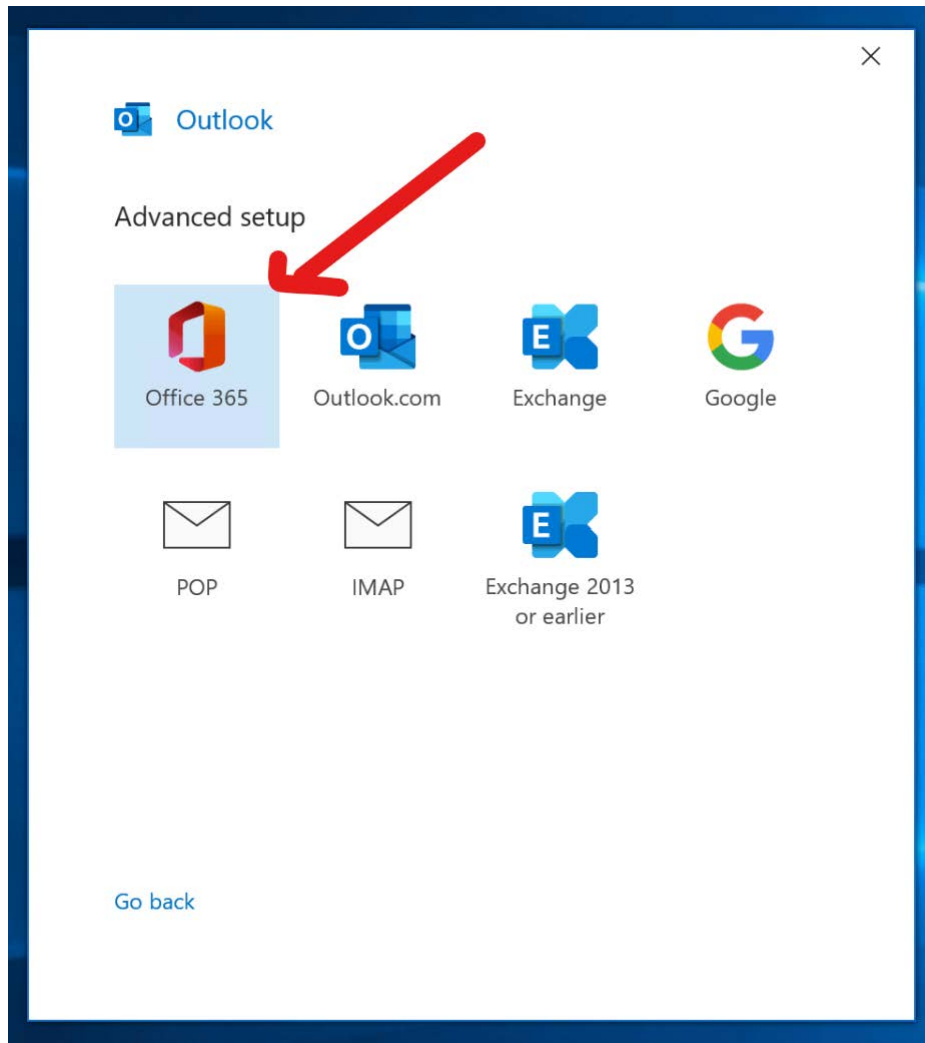 Outlook
Advanced setup
Office 365
Outlook.com
Exchange
Google
POP
IMAP
Exchange 2013
or earlier
Go back